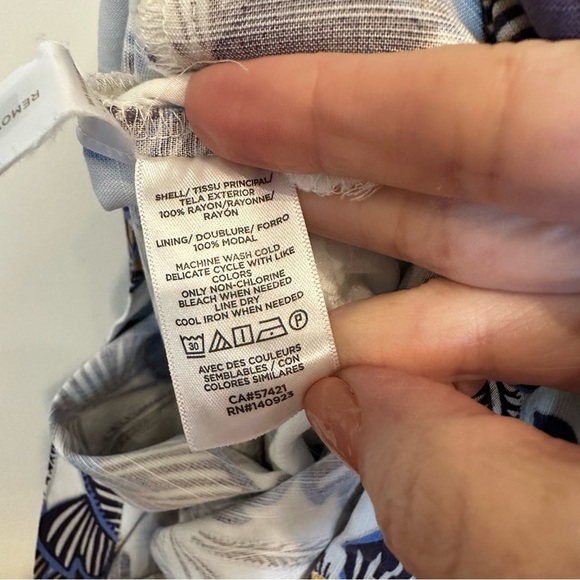 REMOV
SHELL/ TISSU PRINCIPAL/
TELA EXTERIOR
100% RAYON/RAYONNE/
RAYÓN
LINING/ DOUBLURE/ FORRO
100% MODAL
MACHINE WASH COLD
DELICATE CYCLE WITH LIKE
COLORS
ONLY NON-CHLORINE
BLEACH WHEN NEEDED
LINE DRY
COOL IRON WHEN NEEDED
30 P
AVEC DES COULEURS
SEMBLABLES / CON
COLORES SIMILARES
CA#57421
RN#140923